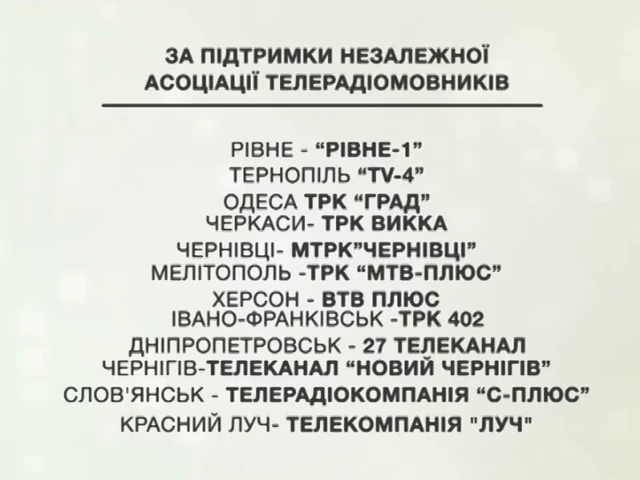 ЗА ПІДТРИМКИ НЕЗАЛЕЖНОЇ
АСОЦІАЦІЇ ТЕЛЕРАДІОМОВНИКІВ
РІВНЕ - “РІВНЕ-1”
ТЕРНОПІЛЬ “TV-4”
ОДЕСА ТРК “ГРАД”
ЧЕРКАСИ- ТРК ВИККА
ЧЕРНІВЦІ- МТРК”ЧЕРНІВЦІ”
МЕЛІТОПОЛЬ -ТРК “МТВ-ПЛЮС”
ХЕРСОН - ВТВ ПЛЮС
ІВАНО-ФРАНКІВСЬК -ТРК 402
ДНІПРОПЕТРОВСЬК - 27 ТЕЛЕКАНАЛ
ЧЕРНІГІВ-ТЕЛЕКАНАЛ “НОВИЙ ЧЕРНІГІВ”
СЛОВ'ЯНСЬК - ТЕЛЕРАДІОКОМПАНІЯ “С-ПЛЮС”
КРАСНИЙ ЛУЧ- ТЕЛЕКОМПАНІЯ "ЛУЧ"